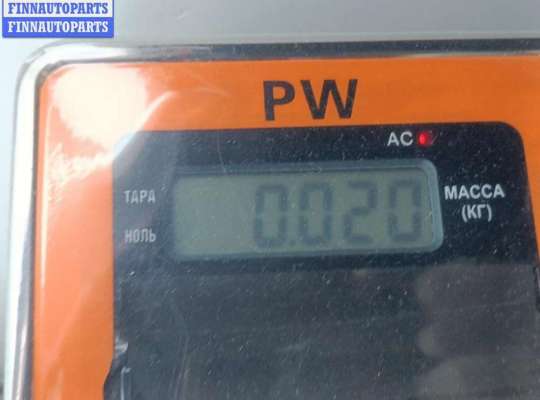 FINNAUTOPARTS
FINNAUTOPARTS
PW
AC
ТАРА
0.020
МАССА
(КГ)
НОЛЬ